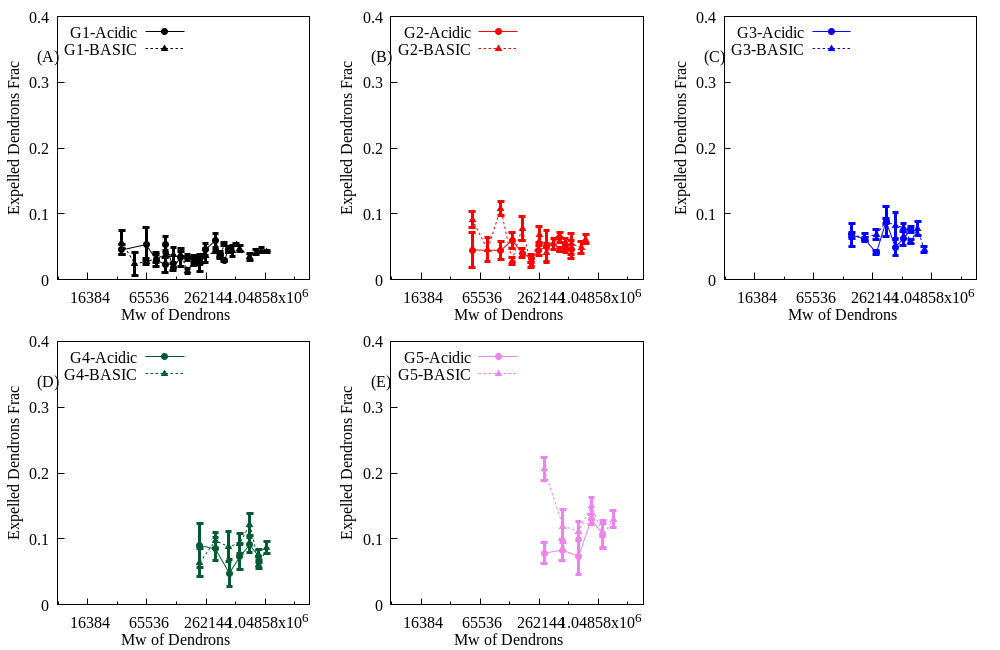 0.4 G1-Acidic
G1-BASIC
(A)
0.3
0.2
0.1
0
Expelled Dendrons Frac
16384 65536 262144 1.04858x10^6
Mw of Dendrons
0.4 G2-Acidic
G2-BASIC
(B)
0.3
0.2
0.1
0
Expelled Dendrons Frac
16384 65536 262144 1.04858x10^6
Mw of Dendrons
0.4 G3-Acidic
G3-BASIC
(C)
0.3
0.2
0.1
0
Expelled Dendrons Frac
16384 65536 262144 1.04858x10^6
Mw of Dendrons
0.4 G4-Acidic
G4-BASIC
(D)
0.3
0.2
0.1
0
Expelled Dendrons Frac
16384 65536 262144 1.04858x10^6
Mw of Dendrons
0.4 G5-Acidic
G5-BASIC
(E)
0.3
0.2
0.1
0
Expelled Dendrons Frac
16384 65536 262144 1.04858x10^6
Mw of Dendrons